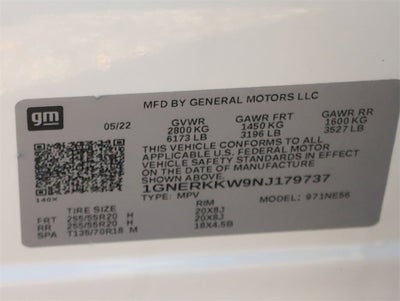 gm MFD BY GENERAL MOTORS LLC
05/22 GVWR GAWR FRT GAWR RR
2800 KG 1450 KG 1600 KG
6173 LB 3196 LB 3527 LB
THIS VEHICLE CONFORMS TO ALL
APPLICABLE U.S. FEDERAL MOTOR
VEHICLE SAFETY STANDARDS IN EFFECT
ON THE DATE OF MANUFACTURE
SHOWN ABOVE.
1GNERKKW9NJ179737
140X TYPE: MPV MODEL: 971NE56
TIRE SIZE RIM
FRT 255/55R20 H 20X8J
RR 255/55R20 H 20X8J
SPA T135/70R18 M 18X4.5B